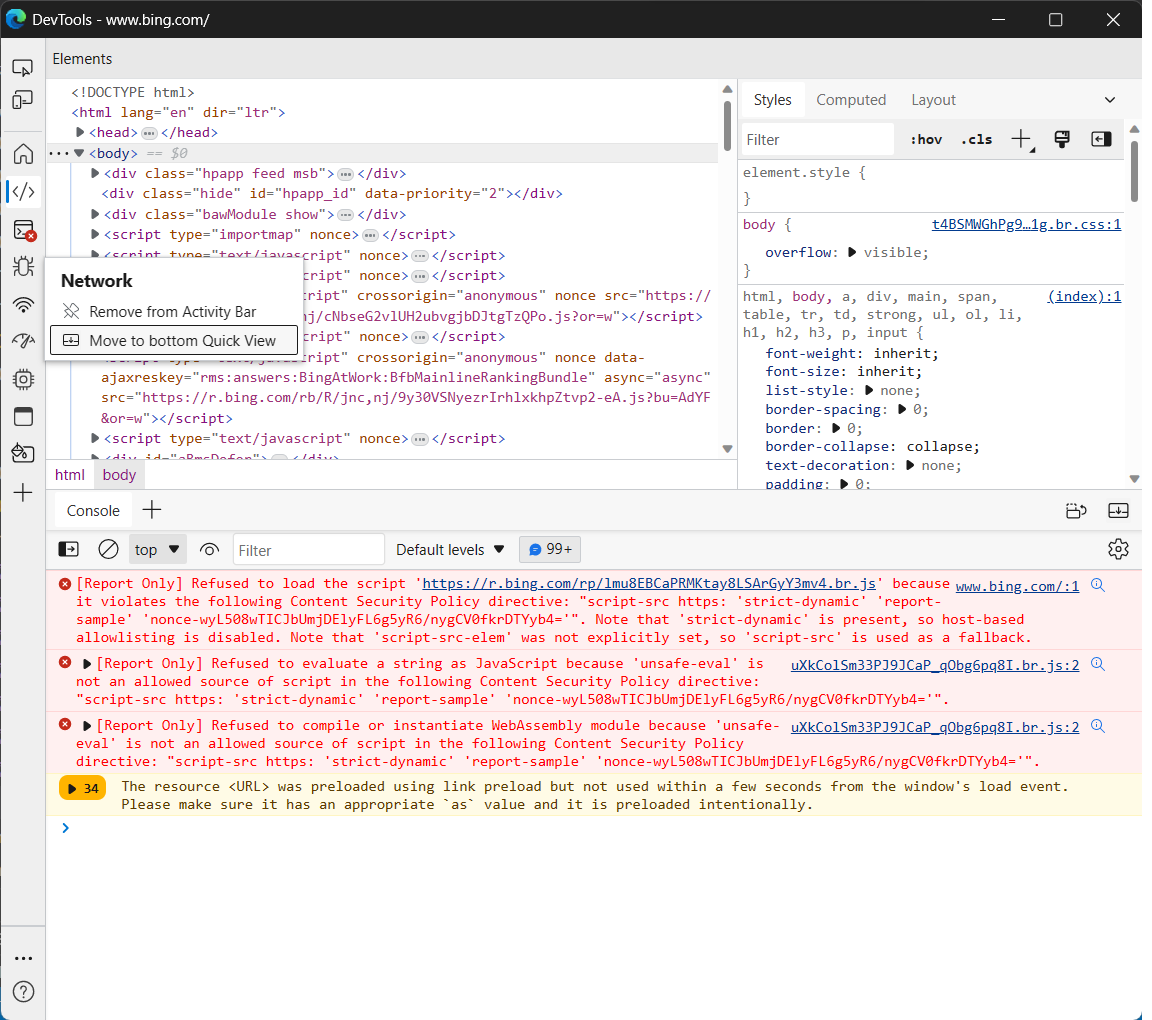 DevTools - www.bing.com/
Elements
<!DOCTYPE html>
<html lang="en" dir="ltr">
<head> ••• </head>
••• <body> == $0
<div class="hpapp feed msb"> ••• </div>
<div class="hide" id="hpapp_id" data-priority="2"></div>
<div class="bawModule show"> ••• </div>
<script type="importmap" nonce> ••• </script>
<script type="text/javascript" nonce> ••• </script>
ript" nonce> ••• </script>
ript" crossorigin="anonymous" nonce src="https://
nj/cNbseG2vlUH2ubvgjbDJtgTzQPo.js?or=w"></script>
ript" nonce> ••• </script>
<script type="text/javascript" crossorigin="anonymous" nonce data-
ajaxreskey="rms:answers:BingAtWork:BfbMainlineRankingBundle" async="async"
src="https://r.bing.com/rb/R/jnc,nj/9y30VSNyezrIrhlxkhpZtvp2-eA.js?bu=AdYF
&or=w"></script>
<script type="text/javascript" nonce> ••• </script>
<div id="aRmsDefer"> ••• </div>
html body
Network
Remove from Activity Bar
Move to bottom Quick View
Styles Computed Layout
Filter :hov .cls
element.style {
}
body { t4BSMWGhPg9…1g.br.css:1
overflow: visible;
}
html, body, a, div, main, span, (index):1
table, tr, td, strong, ul, ol, li,
h1, h2, h3, p, input {
font-weight: inherit;
font-size: inherit;
list-style: none;
border-spacing: 0;
border: 0;
border-collapse: collapse;
text-decoration: none;
padding: 0;
Console
top Filter Default levels 99+
[Report Only] Refused to load the script 'https://r.bing.com/rp/lmu8EBCaPRMKtay8LSArGyY3mv4.br.js' because www.bing.com/:1
it violates the following Content Security Policy directive: "script-src https: 'strict-dynamic' 'report-
sample' 'nonce-wyL508wTICJbUmjDElyFL6g5yR6/nygCV0fkrDTYyb4='". Note that 'strict-dynamic' is present, so host-based
allowlisting is disabled. Note that 'script-src-elem' was not explicitly set, so 'script-src' is used as a fallback.
[Report Only] Refused to evaluate a string as JavaScript because 'unsafe-eval' is uXkColSm33PJ9JCaP_qObg6pq8I.br.js:2
not an allowed source of script in the following Content Security Policy directive:
"script-src https: 'strict-dynamic' 'report-sample' 'nonce-wyL508wTICJbUmjDElyFL6g5yR6/nygCV0fkrDTYyb4='".
[Report Only] Refused to compile or instantiate WebAssembly module because 'unsafe- uXkColSm33PJ9JCaP_qObg6pq8I.br.js:2
eval' is not an allowed source of script in the following Content Security Policy
directive: "script-src https: 'strict-dynamic' 'report-sample' 'nonce-wyL508wTICJbUmjDElyFL6g5yR6/nygCV0fkrDTYyb4='".
34 The resource <URL> was preloaded using link preload but not used within a few seconds from the window's load event.
Please make sure it has an appropriate `as` value and it is preloaded intentionally.